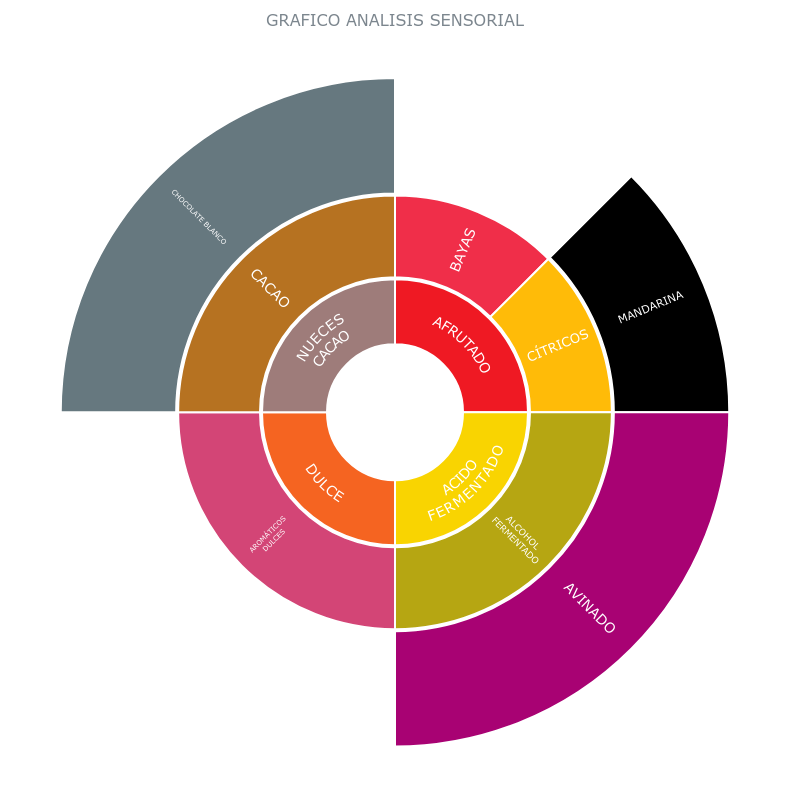 GRAFICO ANALISIS SENSORIAL
CHOCOLATE BLANCO
CACAO
NUECES
CACAO
BAYAS
AFRUTADO
CÍTRICOS
MANDARINA
DULCE
AROMÁTICOS
DULCES
ACIDO
FERMENTADO
ALCOHOL
FERMENTADO
AVINADO